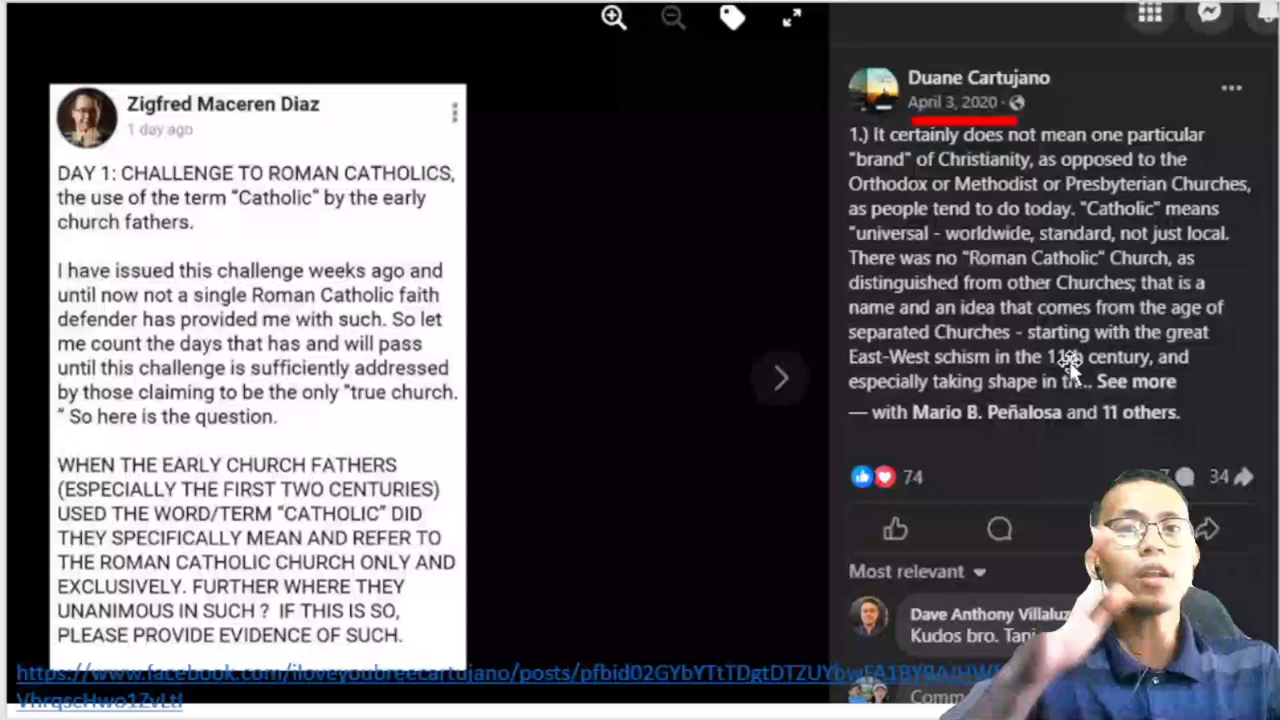 Zigfred Maceren Diaz
1 day ago
DAY 1: CHALLENGE TO ROMAN CATHOLICS,
the use of the term "Catholic" by the early
church fathers.
I have issued this challenge weeks ago and
until now not a single Roman Catholic faith
defender has provided me with such. So let
me count the days that has and will pass
until this challenge is sufficiently addressed
by those claiming to be the only "true church.
" So here is the question.
WHEN THE EARLY CHURCH FATHERS
(ESPECIALLY THE FIRST TWO CENTURIES)
USED THE WORD/TERM "CATHOLIC" DID
THEY SPECIFICALLY MEAN AND REFER TO
THE ROMAN CATHOLIC CHURCH ONLY AND
EXCLUSIVELY. FURTHER WHERE THEY
UNANIMOUS IN SUCH ? IF THIS IS SO,
PLEASE PROVIDE EVIDENCE OF SUCH.
Duane Cartujano
April 3, 2020
1.) It certainly does not mean one particular
"brand" of Christianity, as opposed to the
Orthodox or Methodist or Presbyterian Churches,
as people tend to do today. "Catholic" means
"universal - worldwide, standard, not just local.
There was no "Roman Catholic" Church, as
distinguished from other Churches; that is a
name and an idea that comes from the age of
separated Churches - starting with the great
East-West schism in the century, and
especially taking shape in ... See more
— with Mario B. Peñalosa and 11 others.
74
34
Most relevant
Dave Anthony
Kudos bro.